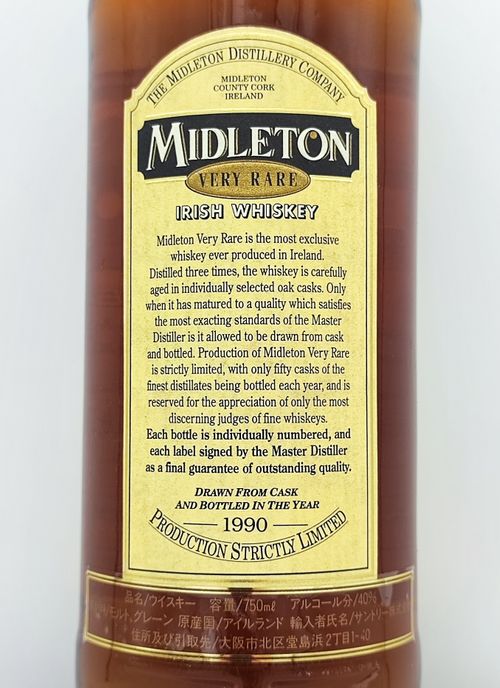 THE MIDLETON DISTILLERY COMPANY
MIDLETON
COUNTY CORK
IRELAND
MIDLETON
VERY RARE
IRISH WHISKEY
Midleton Very Rare is the most exclusive
whiskey ever produced in Ireland.
Distilled three times, the whiskey is carefully
aged in individually selected oak casks. Only
when it has matured to a quality which satisfies
the most exacting standards of the Master
Distiller is it allowed to be drawn from cask
and bottled. Production of Midleton Very Rare
is strictly limited, with only fifty casks of the
finest distillates being bottled each year, and is
reserved for the appreciation of only the most
discerning judges of fine whiskeys.
Each bottle is individually numbered, and
each label signed by the Master Distiller
as a final guarantee of outstanding quality.
DRAWN FROM CASK
AND BOTTLED IN THE YEAR
1990
PRODUCTION STRICTLY LIMITED
品名/ウイスキー 容量/750mℓ アルコール分/40%
モルト、グレーン 原産国/アイルランド 輸入者氏名/サントリー株式
住所及び引取先/大阪市北区堂島浜2丁目1-40